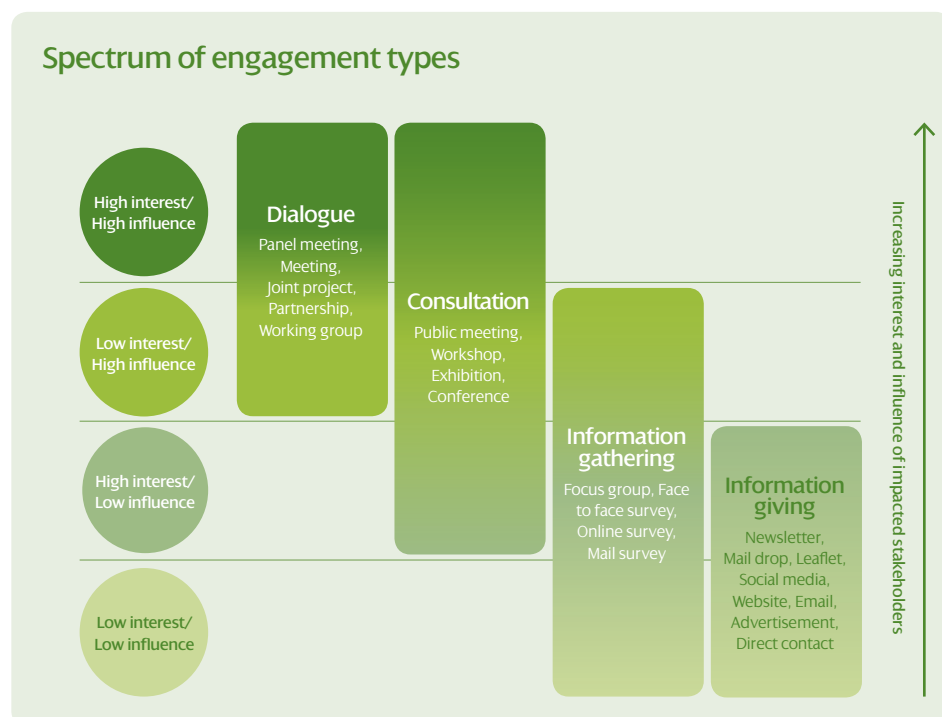 Spectrum of engagement types
High interest/
High influence
Low interest/
High influence
High interest/
Low influence
Low interest/
Low influence
Dialogue
Panel meeting,
Meeting,
Joint project,
Partnership,
Working group
Consultation
Public meeting,
Workshop,
Exhibition,
Conference
Information
gathering
Focus group, Face
to face survey,
Online survey,
Mail survey
Information
giving
Newsletter,
Mail drop, Leaflet,
Social media,
Website, Email,
Advertisement,
Direct contact
Increasing interest and influence of impacted stakeholders